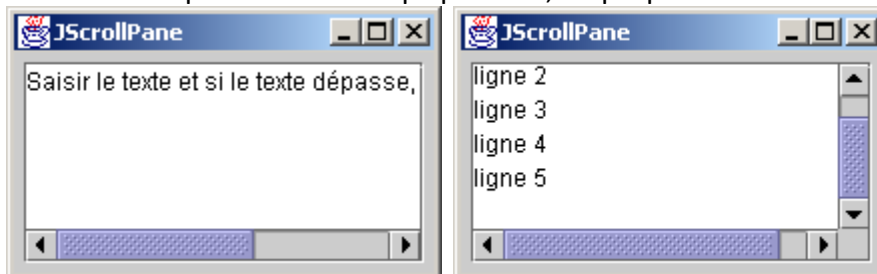 JScrollPane
Saisir le texte et si le texte dépasse,
JScrollPane
ligne 2
ligne 3
ligne 4
ligne 5